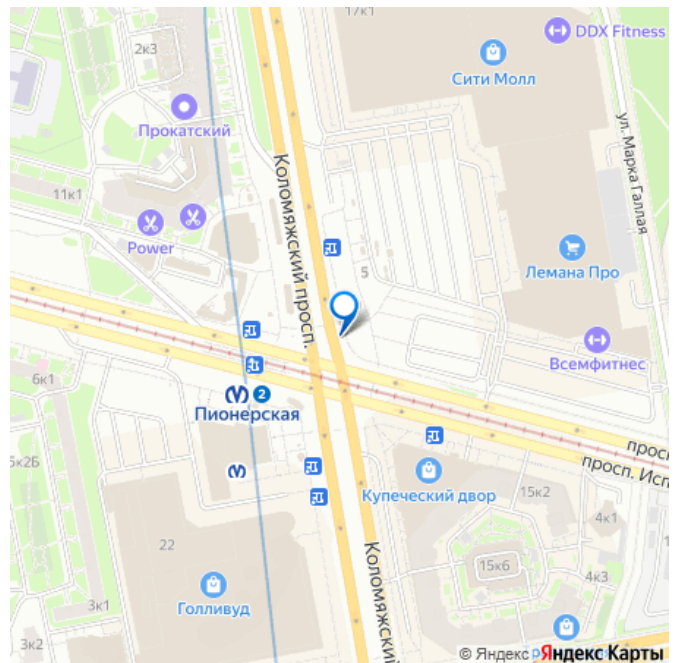 17к1
DDX Fitness
2к3
Сити Молл
Прокатский
ул. Марка Галлая
Коломяжский просп.
11к1
Power
5
Лемана Про
Всемфитнес
6к1
2
Пионерская
просп. Исп
5к2Б
Купеческий двор
15к2
4к1
22
Коломяжский
15к6
4к3
Голливуд
3к1
3к2
© Яндекс Яндекс Карты